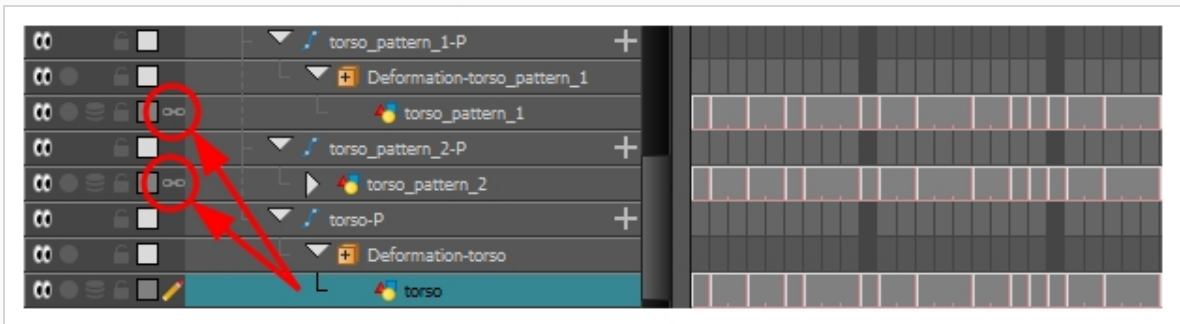 torso_pattern_1-P
Deformation-torso_pattern_1
torso_pattern_1
torso_pattern_2-P
torso_pattern_2
torso-P
Deformation-torso
torso